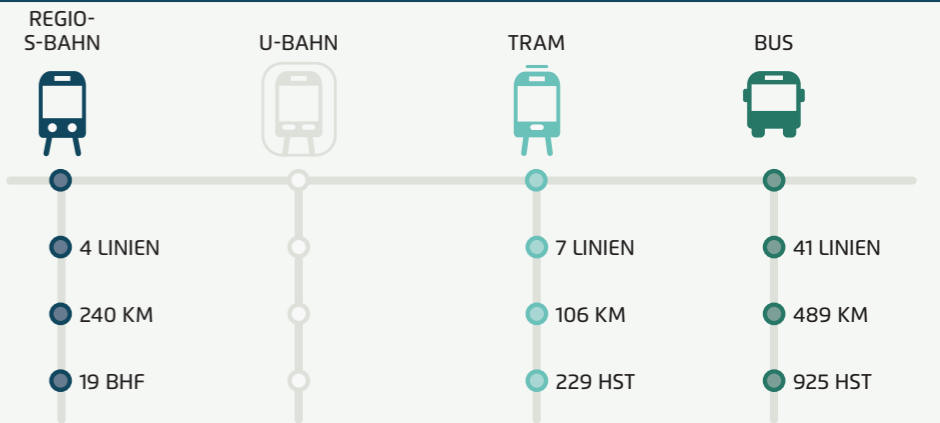 REGIO-
S-BAHN
U-BAHN
TRAM
BUS
4 LINIEN
7 LINIEN
41 LINIEN
240 KM
106 KM
489 KM
19 BHF
229 HST
925 HST